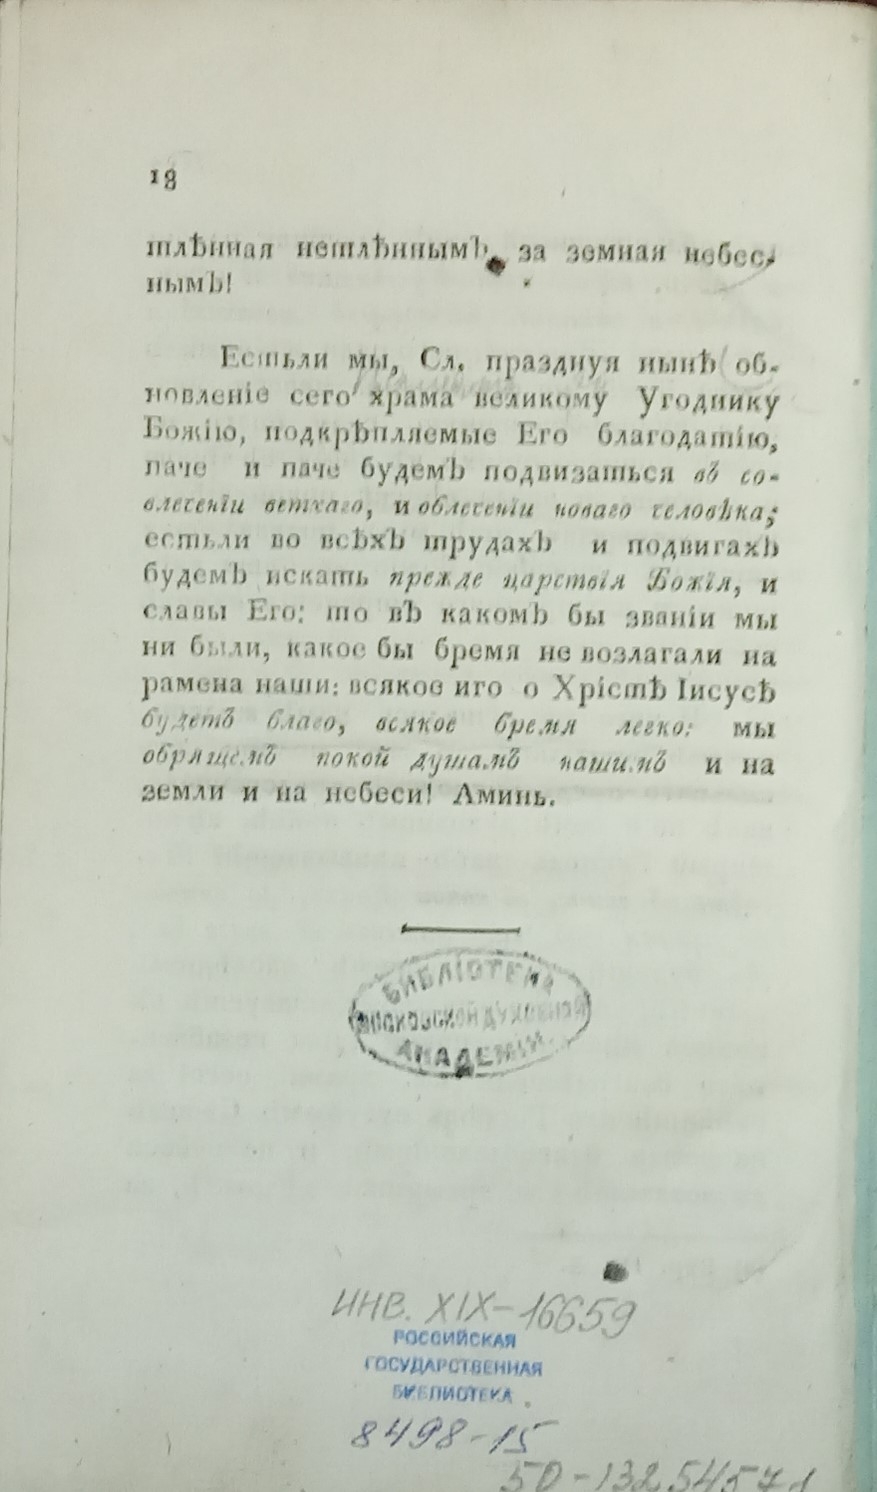 18
тлѣнная нетлѣннымъ, за земная небес-
нымъ!
Естьли мы, Сл. празднуя нынѣ об-
новленіе сего храма великому Угоднику
Божію, подкрѣпляемые Его благодатію,
паче и паче будемъ подвизаться въ со-
влеченіи ветхаго, и облеченіи новаго человѣка;
естьли во всѣхъ трудахъ и подвигахъ
будемъ искать прежде царствія Божія, и
славы Его: то въ какомъ бы званіи мы
ни были, какое бы бремя не возлагали на
рамена наши: всякое иго о Хрістѣ Іисусѣ
будетъ благо, всякое бремя легко: мы
обрящемъ покой душамъ нашимъ и на
земли и на небеси! Аминь.
БИБЛІОТЕКА
МОСКОВСКОЙ ДУХОВНОЙ
АКАДЕМІИ
ИНВ. XIX-16659
РОССИЙСКАЯ
ГОСУДАРСТВЕННАЯ
БИБЛИОТЕКА
8498-15
50-13254571